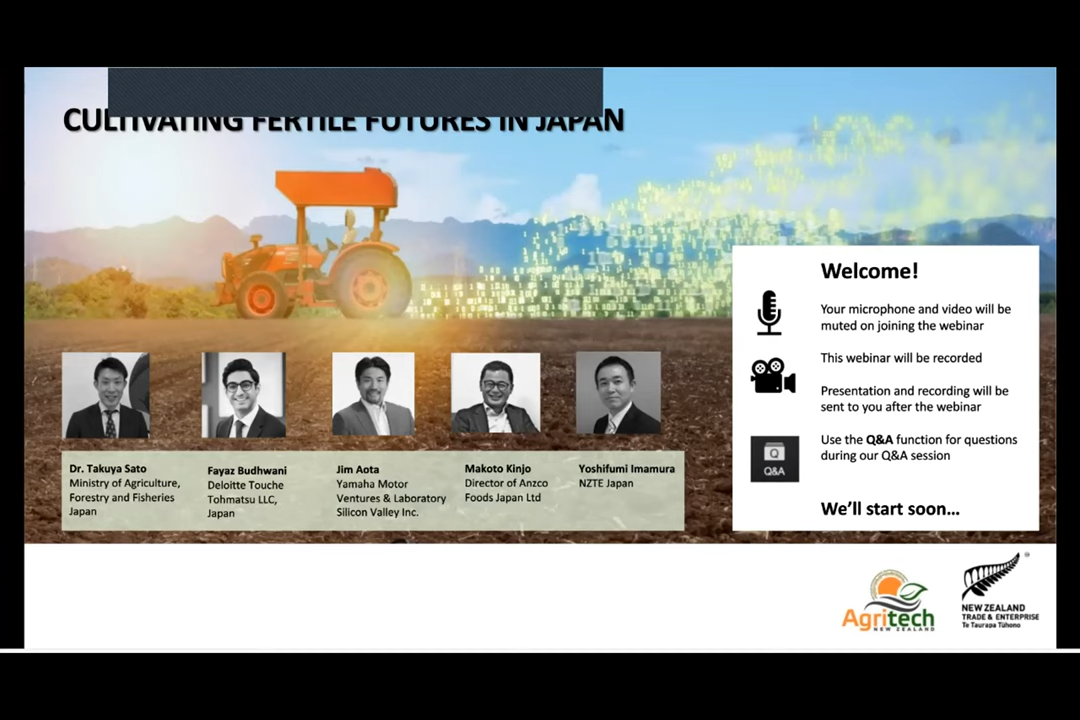 CULTIVATING FERTILE FUTURES IN JAPAN
Welcome!
Your microphone and video will be
muted on joining the webinar
This webinar will be recorded
Presentation and recording will be
sent to you after the webinar
Q
Q&A
Use the Q&A function for questions
during our Q&A session
We'll start soon...
Dr. Takuya Sato
Ministry of Agriculture,
Forestry and Fisheries
Japan
Fayaz Budhwani
Deloitte Touche
Tohmatsu LLC,
Japan
Jim Aota
Yamaha Motor
Ventures & Laboratory
Silicon Valley Inc.
Makoto Kinjo
Director of Anzco
Foods Japan Ltd
Yoshifumi Imamura
NZTE Japan
Agritech
NEW ZEALAND
NEW ZEALAND
TRADE & ENTERPRISE
Te Taurapa Tūhono